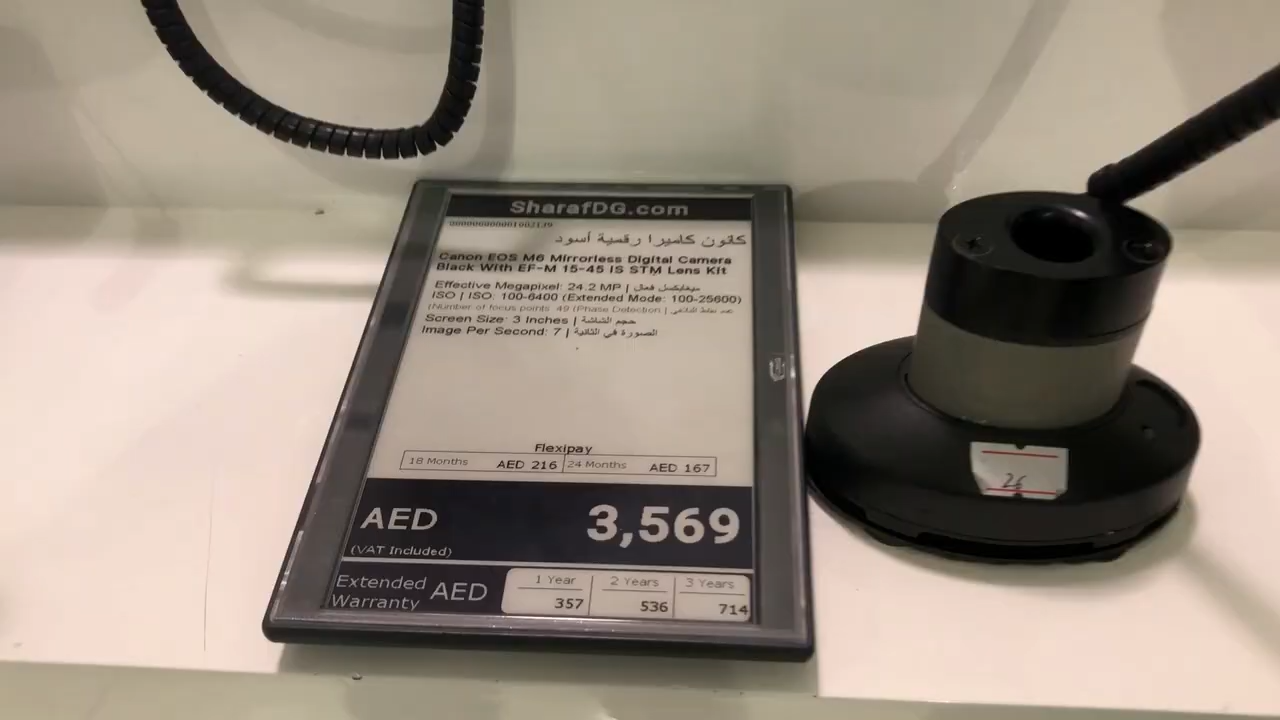 SharafDG.com
كانون كاميرا رقمية أسود
Canon EOS M6 Mirrorless Digital Camera
Black With EF-M 15-45 IS STM Lens Kit
Effective Megapixel: 24.2 MP | ميغابكسل فعال
ISO | ISO: 100-6400 (Extended Mode: 100-25600)
(Number of focus points 49 (Phase Detection |
Screen Size: 3 Inches | حجم الشاشة
Image Per Second: 7 | الصورة في الثانية
Flexipay
18 Months AED 216 24 Months AED 167
AED 3,569
(VAT Included)
Extended Warranty AED
1 Year 2 Years 3 Years
357 536 714
26